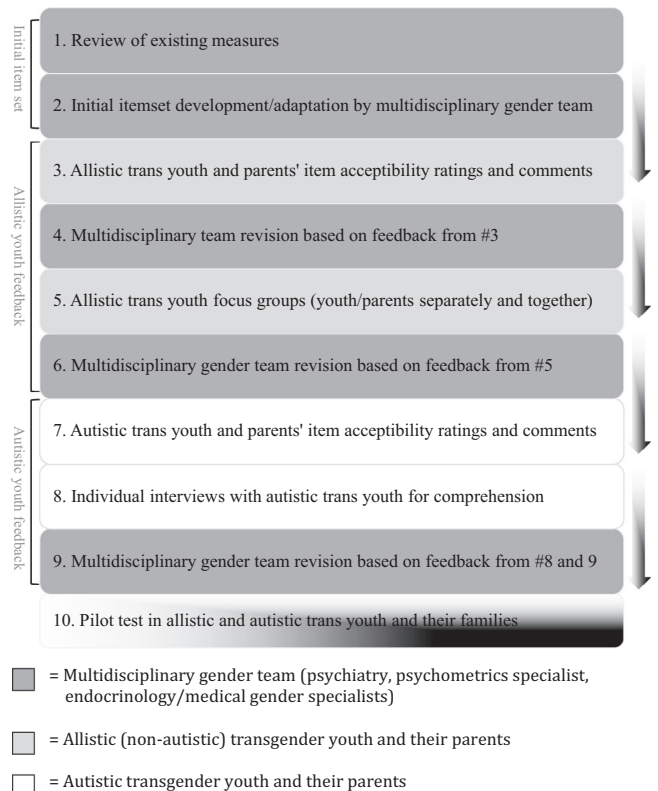 Initial item set
1. Review of existing measures
2. Initial itemset development/adaptation by multidisciplinary gender team
Allistic youth feedback
3. Allistic trans youth and parents' item acceptibility ratings and comments
4. Multidisciplinary team revision based on feedback from #3
5. Allistic trans youth focus groups (youth/parents separately and together)
6. Multidisciplinary gender team revision based on feedback from #5
Autistic youth feedback
7. Autistic trans youth and parents' item acceptibility ratings and comments
8. Individual interviews with autistic trans youth for comprehension
9. Multidisciplinary gender team revision based on feedback from #8 and 9
10. Pilot test in allistic and autistic trans youth and their families
= Multidisciplinary gender team (psychiatry, psychometrics specialist,
endocrinology/medical gender specialists)
= Allistic (non-autistic) transgender youth and their parents
= Autistic transgender youth and their parents